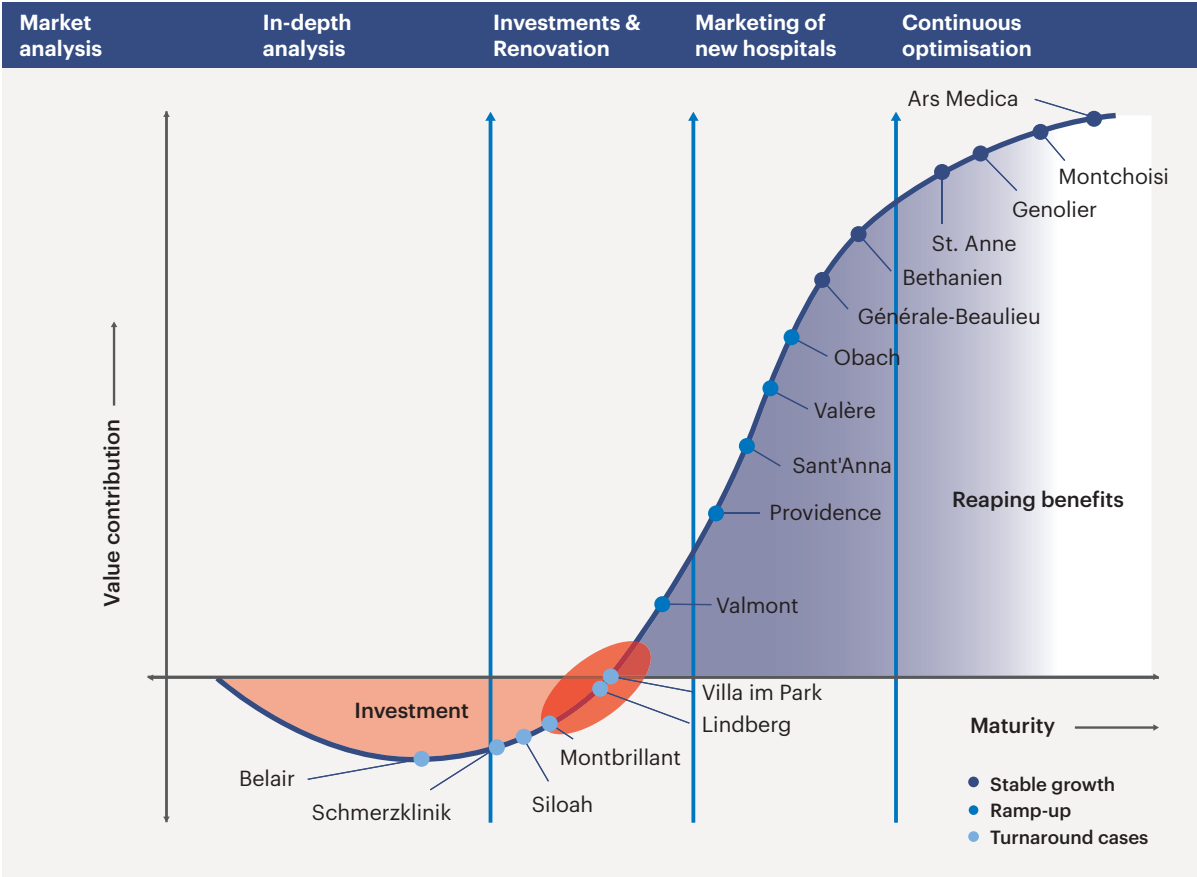 Market
analysis
In-depth
analysis
Investments &
Renovation
Marketing of
new hospitals
Continuous
optimisation
Ars Medica
Montchoisi
Genolier
St. Anne
Bethanien
Générale-Beaulieu
Obach
Valère
Sant'Anna
Providence
Valmont
Value contribution
Reaping benefits
Villa im Park
Lindberg
Investment
Montbrillant
Belair
Schmerzklinik
Siloah
Maturity
Stable growth
Ramp-up
Turnaround cases